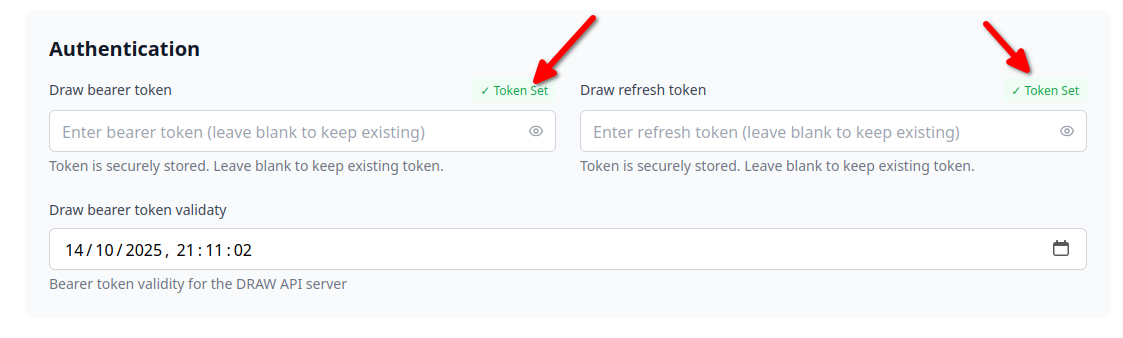 Authentication
Draw bearer token
✓ Token Set
Draw refresh token
✓ Token Set
Enter bearer token (leave blank to keep existing)
Enter refresh token (leave blank to keep existing)
Token is securely stored. Leave blank to keep existing token.
Token is securely stored. Leave blank to keep existing token.
Draw bearer token validaty
14/10/2025, 21:11:02
Bearer token validity for the DRAW API server